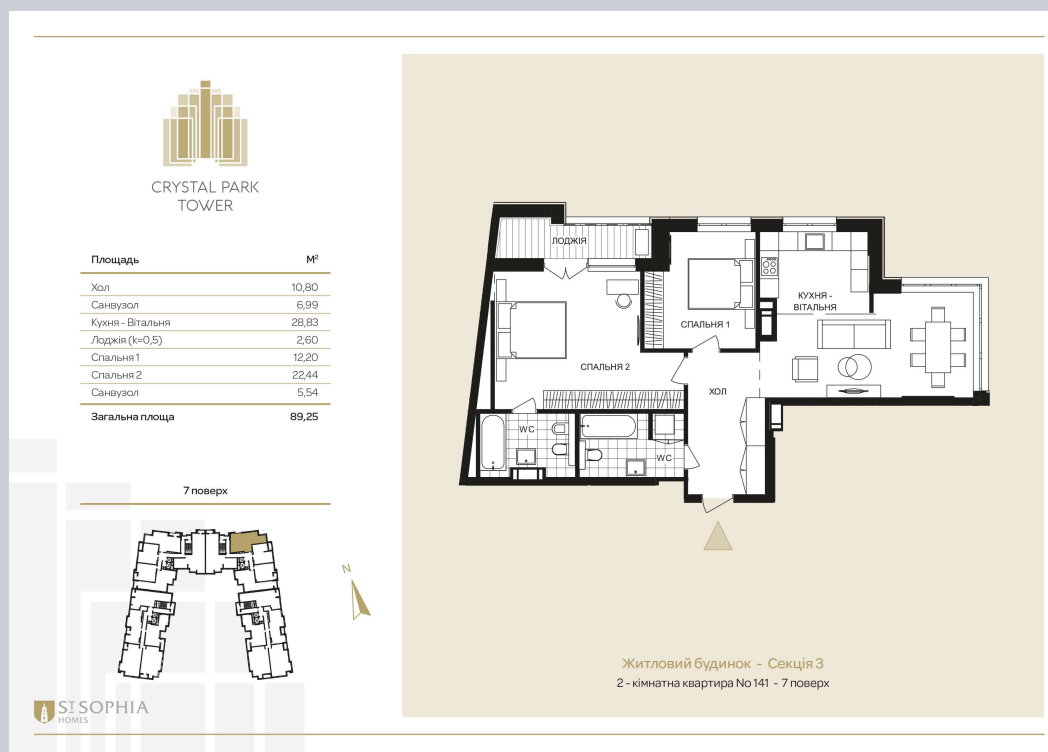 CRYSTAL PARK
TOWER
Площадь М²
Хол 10,80
Санвузол 6,99
Кухня - Вітальня 28,83
Лоджія (k=0,5) 2,60
Спальня 1 12,20
Спальня 2 22,44
Санвузол 5,54
Загальна площа 89,25
7 поверх
N
ST SOPHIA
HOMES
ЛОДЖІЯ
СПАЛЬНЯ 1
КУХНЯ -
ВІТАЛЬНЯ
СПАЛЬНЯ 2
ХОЛ
WC
WC
Житловий будинок - Секція 3
2 - кімнатна квартира No 141 - 7 поверх